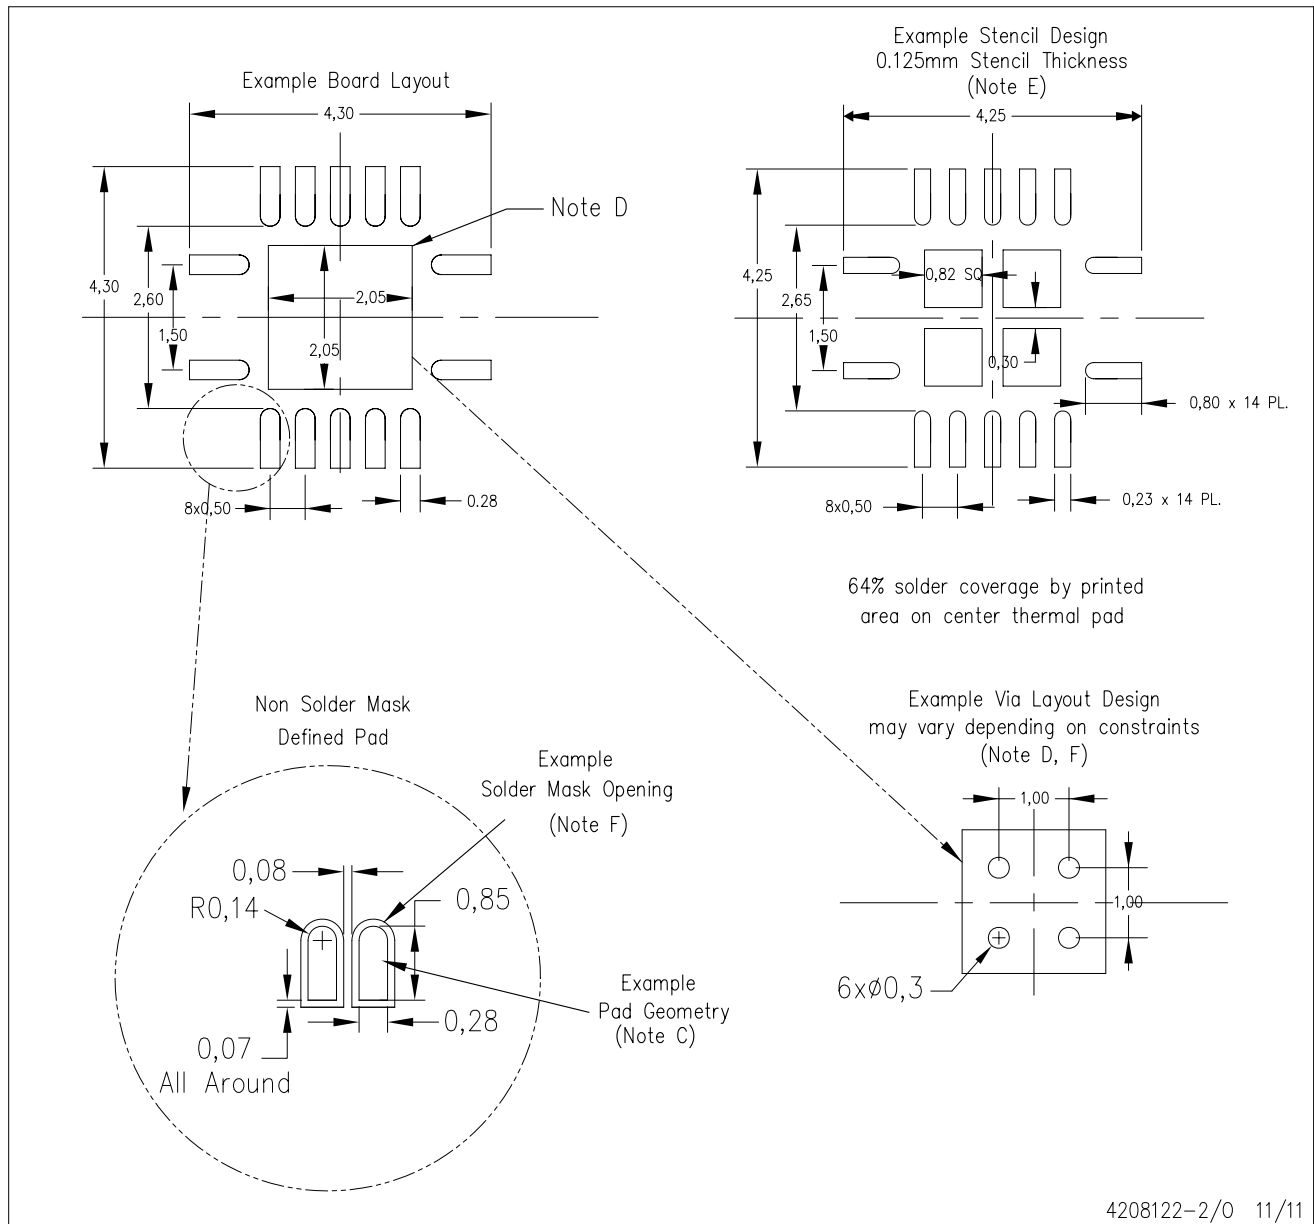 Example Board Layout
4,30
Note D
4,30
2,60
1,50
2,05
2,05
8x0,50
0.28
Example Stencil Design
0.125mm Stencil Thickness
(Note E)
4,25
4,25
2,65
1,50
0,82 SQ
0,30
0,80 x 14 PL.
8x0,50
0,23 x 14 PL.
64% solder coverage by printed
area on center thermal pad
Non Solder Mask
Defined Pad
Example
Solder Mask Opening
(Note F)
0,08
R0,14
0,85
Example
Pad Geometry
(Note C)
0,28
0,07
All Around
Example Via Layout Design
may vary depending on constraints
(Note D, F)
1,00
1,00
6xø0,3
4208122-2/O 11/11